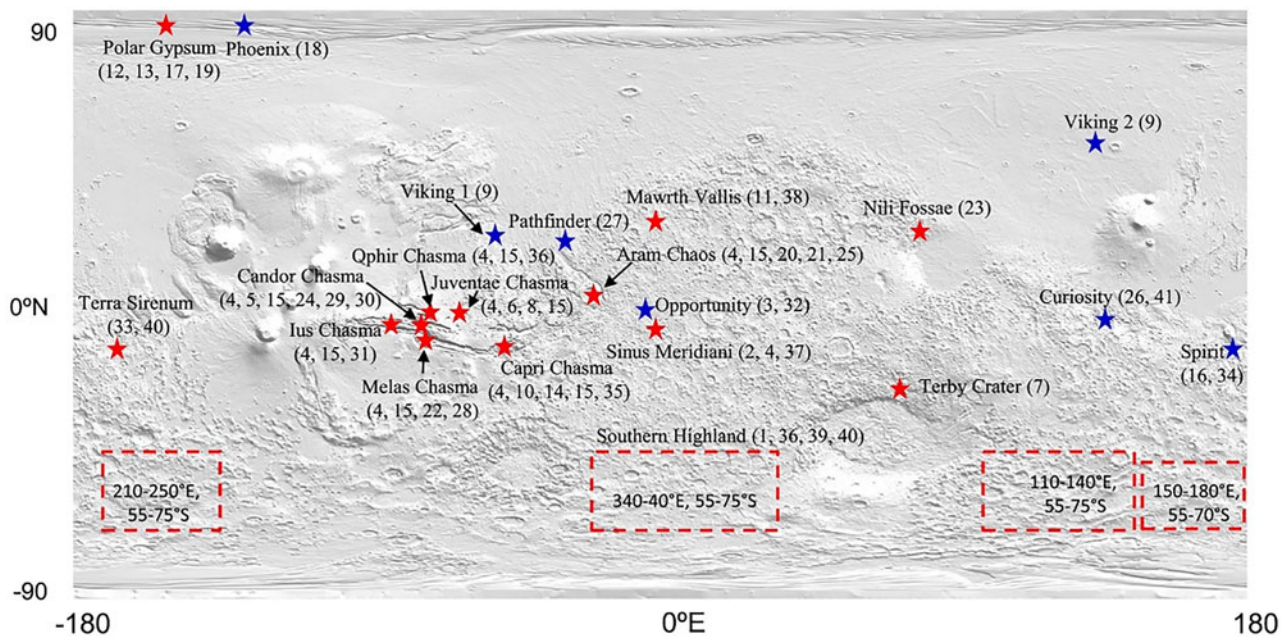 90
Polar Gypsum
(12, 13, 17, 19)
Phoenix (18)
Viking 2 (9)
Viking 1 (9)
Pathfinder (27)
Mawrth Vallis (11, 38)
Nili Fossae (23)
Ophir Chasma (4, 15, 36)
Aram Chaos (4, 15, 20, 21, 25)
Candor Chasma
(4, 5, 15, 24, 29, 30)
Juventae Chasma
(4, 6, 8, 15)
0°N
Terra Sirenum
(33, 40)
Ius Chasma
(4, 15, 31)
Opportunity (3, 32)
Curiosity (26, 41)
Sinus Meridiani (2, 4, 37)
Spirit
(16, 34)
Melas Chasma
(4, 15, 22, 28)
Capri Chasma
(4, 10, 14, 15, 35)
Terby Crater (7)
Southern Highland (1, 36, 39, 40)
210-250°E,
55-75°S
340-40°E, 55-75°S
110-140°E,
55-75°S
150-180°E,
55-70°S
-90
-180
0°E
180